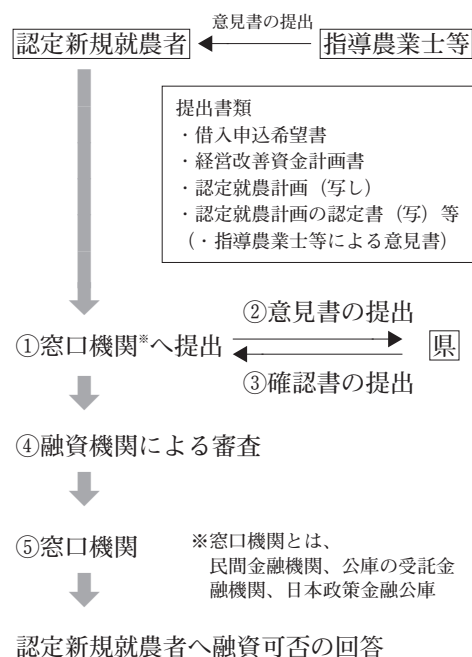 意見書の提出
認定新規就農者
指導農業士等
提出書類
・借入申込希望書
・経営改善資金計画書
・認定就農計画（写し）
・認定就農計画の認定書（写）等
（・指導農業士等による意見書）
②意見書の提出
①窓口機関※へ提出
県
③確認書の提出
④融資機関による審査
⑤窓口機関
※窓口機関とは、
民間金融機関、公庫の受託金
融機関、日本政策金融公庫
認定新規就農者へ融資可否の回答